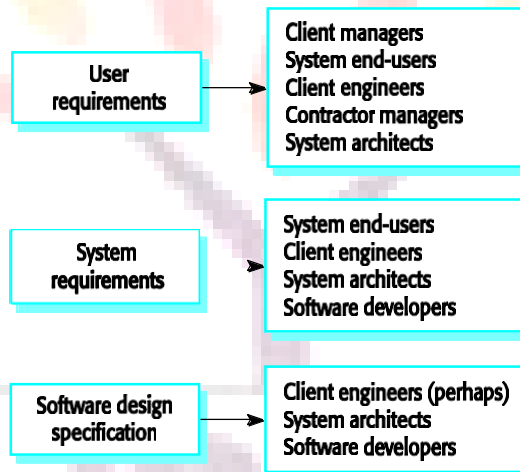 User
requirements
Client managers
System end-users
Client engineers
Contractor managers
System architects
System
requirements
System end-users
Client engineers
System architects
Software developers
Software design
specification
Client engineers (perhaps)
System architects
Software developers